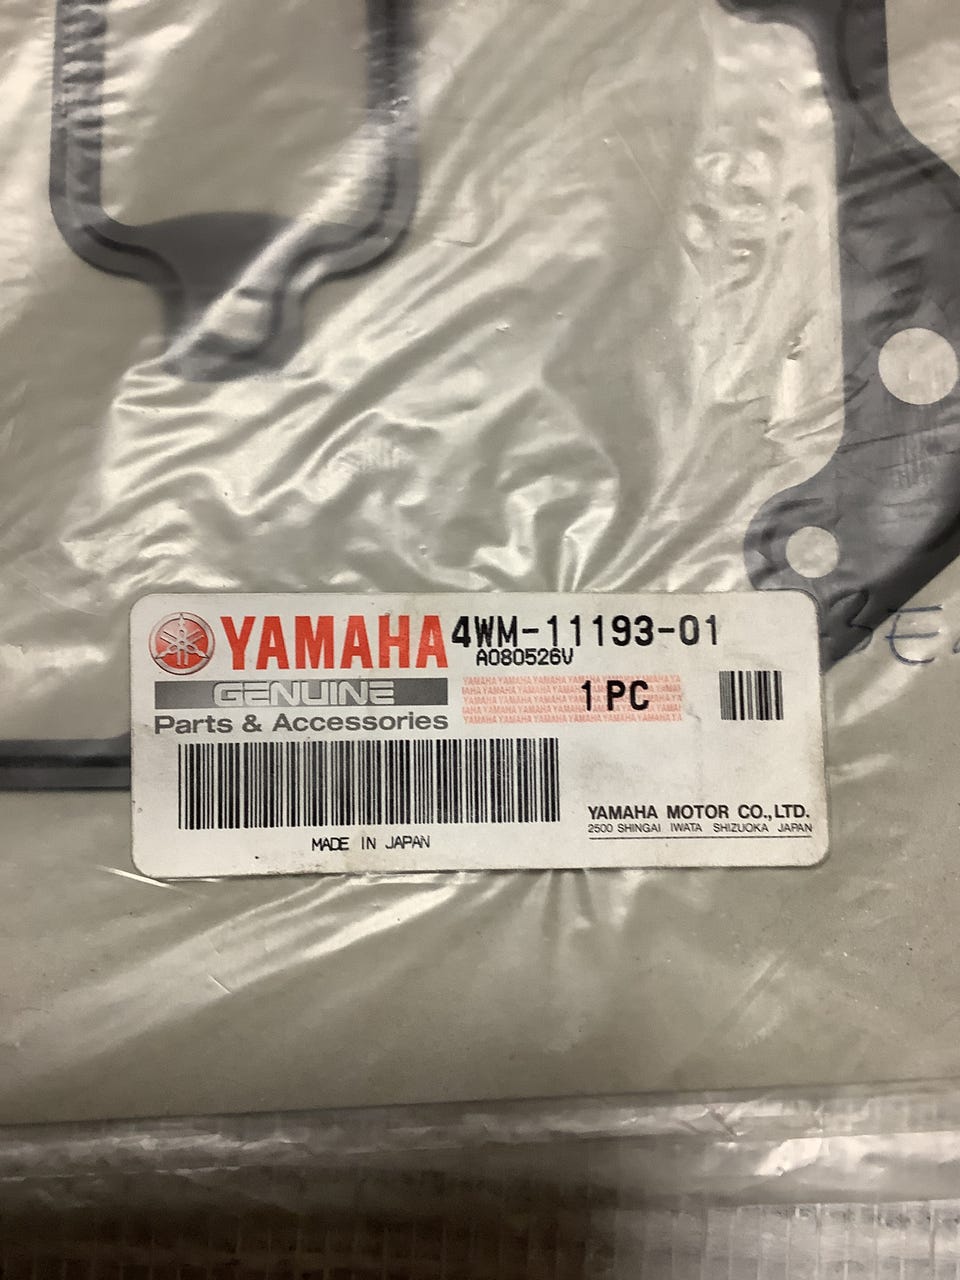 YAMAHA 4WM-11193-01
A080526V
GENUINE
Parts & Accessories
1 PC
MADE IN JAPAN
YAMAHA MOTOR CO., LTD.
2500 SHINGAI IWATA SHIZUOKA JAPAN